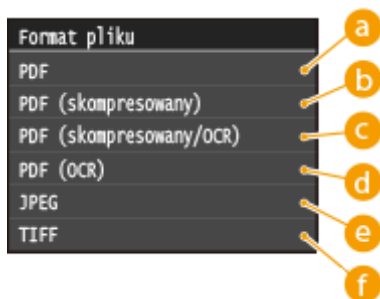 Format pliku
a
PDF
b
PDF (skompresowany)
c
PDF (skompresowany/OCR)
d
PDF (OCR)
e
JPEG
f
TIFF